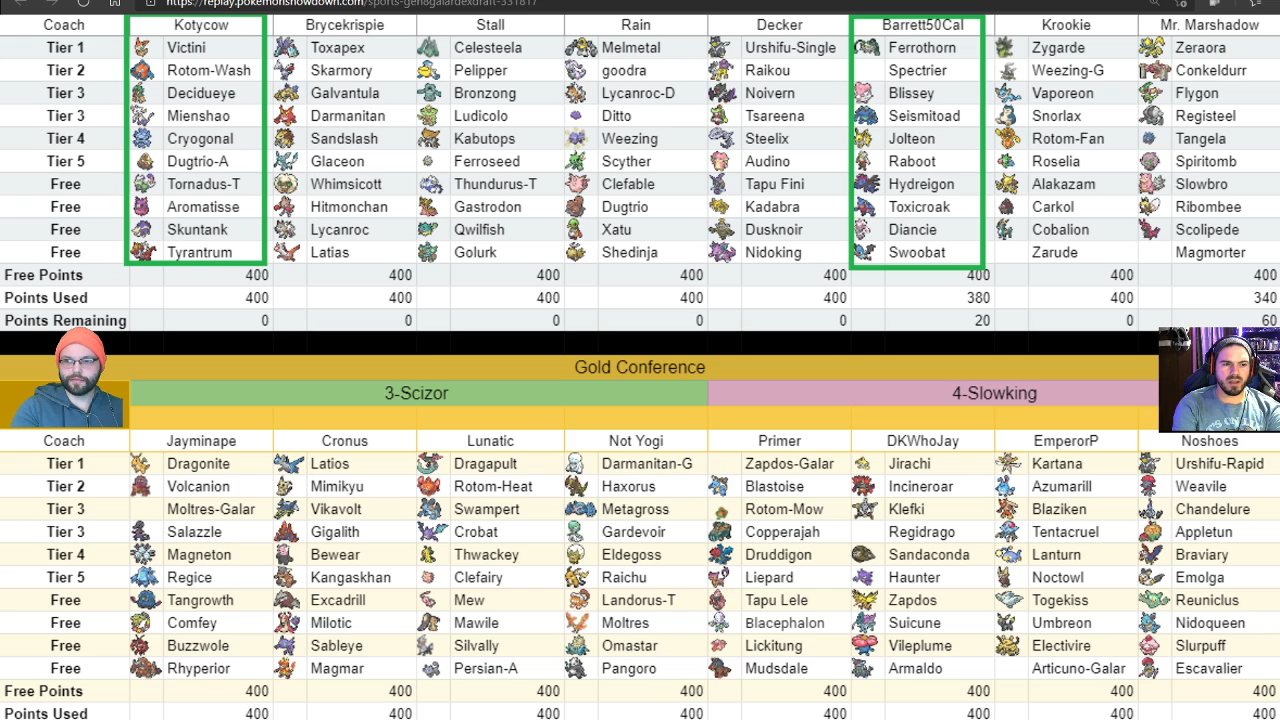 https://replay.pokemonshowdown.com/sports-gen8galardexdraft-331817
Coach Kotycow Brycekrispie Stall Rain Decker Barrett50Cal Krookie Mr. Marshadow
Tier 1 Victini Toxapex Celesteela Melmetal Urshifu-Single Ferrothorn Zygarde Zeraora
Tier 2 Rotom-Wash Skarmory Pelipper goodra Raikou Spectrier Weezing-G Conkeldurr
Tier 3 Decidueye Galvantula Bronzong Lycanroc-D Noivern Blissey Vaporeon Flygon
Tier 3 Mienshao Darmanitan Ludicolo Ditto Tsareena Seismitoad Snorlax Registeel
Tier 4 Cryogonal Sandslash Kabutops Weezing Steelix Jolteon Rotom-Fan Tangela
Tier 5 Dugtrio-A Glaceon Ferroseed Scyther Audino Raboot Roselia Spiritomb
Free Tornadus-T Whimsicott Thundurus-T Clefable Tapu Fini Hydreigon Alakazam Slowbro
Free Aromatisse Hitmonchan Gastrodon Dugtrio Kadabra Toxicroak Carkol Ribombee
Free Skuntank Lycanroc Qwilfish Xatu Dusknoir Diancie Cobalion Scolipede
Free Tyrantrum Latias Golurk Shedinja Nidoking Swoobat Zarude Magmorter
Free Points 400 400 400 400 400 400 400 400
Points Used 400 400 400 400 400 380 400 340
Points Remaining 0 0 0 0 0 20 0 60
Gold Conference
3-Scizor 4-Slowking
Coach Jayminape Cronus Lunatic Not Yogi Primer DKWhoJay EmperorP Noshoes
Tier 1 Dragonite Latios Dragapult Darmanitan-G Zapdos-Galar Jirachi Kartana Urshifu-Rapid
Tier 2 Volcanion Mimikyu Rotom-Heat Haxorus Blastoise Incineroar Azumarill Weavile
Tier 3 Moltres-Galar Vikavolt Swampert Metagross Rotom-Mow Klefki Blaziken Chandelure
Tier 3 Salazzle Gigalith Crobat Gardevoir Copperajah Regidrago Tentacruel Appletun
Tier 4 Magneton Bewear Thwackey Eldegoss Druddigon Sandaconda Lanturn Braviary
Tier 5 Regice Kangaskhan Clefairy Raichu Liepard Haunter Noctowl Emolga
Free Tangrowth Excadrill Mew Landorus-T Tapu Lele Zapdos Togekiss Reuniclus
Free Comfey Milotic Mawile Moltres Blacephalon Suicune Umbreon Nidoqueen
Free Buzzwole Sableye Silvally Omastar Lickitung Vileplume Electivire Slurpuff
Free Rhyperior Magmar Persian-A Pangoro Mudsdale Armaldo Articuno-Galar Escavalier
Free Points 400 400 400 400 400 400 400 400
Points Used 400 400 400 400 400 400 400 400